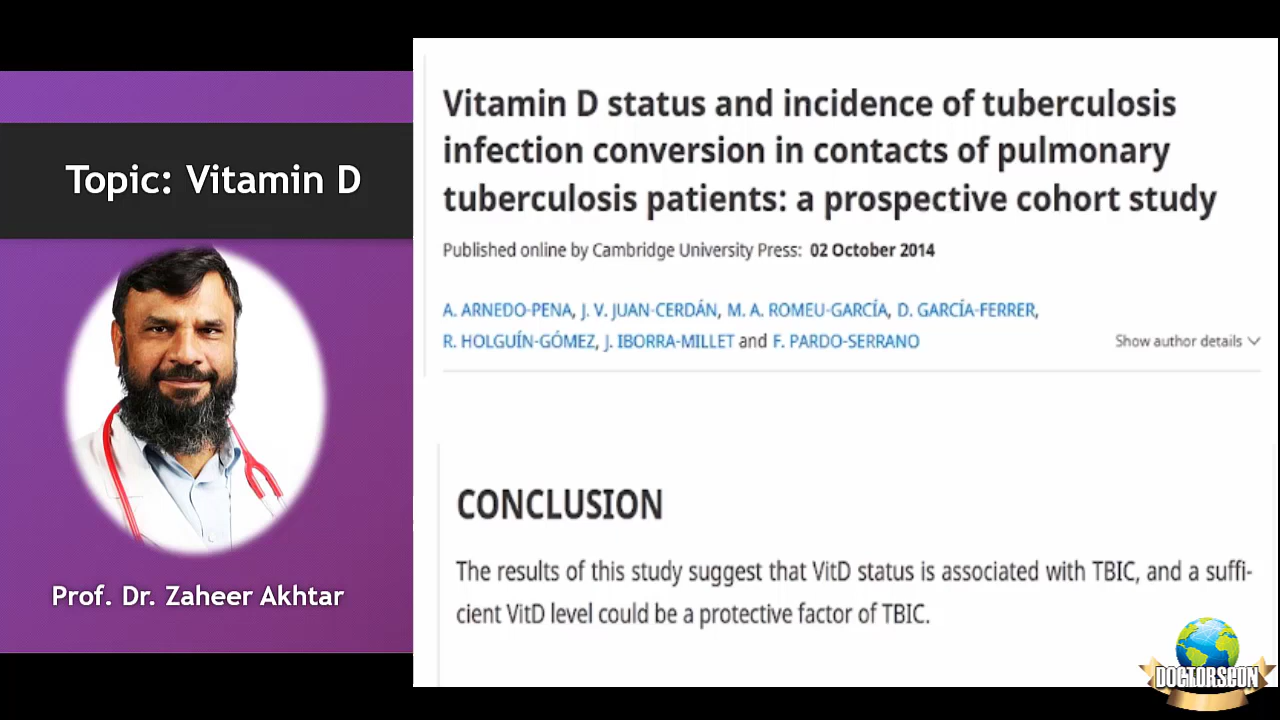 Topic: Vitamin D
Prof. Dr. Zaheer Akhtar
Vitamin D status and incidence of tuberculosis
infection conversion in contacts of pulmonary
tuberculosis patients: a prospective cohort study
Published online by Cambridge University Press: 02 October 2014
A. ARNEDO-PENA, J. V. JUAN-CERDÁN, M. A. ROMEU-GARCÍA, D. GARCÍA-FERRER,
R. HOLGUÍN-GÓMEZ, J. IBORRA-MILLET and F. PARDO-SERRANO
Show author details
CONCLUSION
The results of this study suggest that VitD status is associated with TBIC, and a suffi-
cient VitD level could be a protective factor of TBIC.
DOCTORSCON